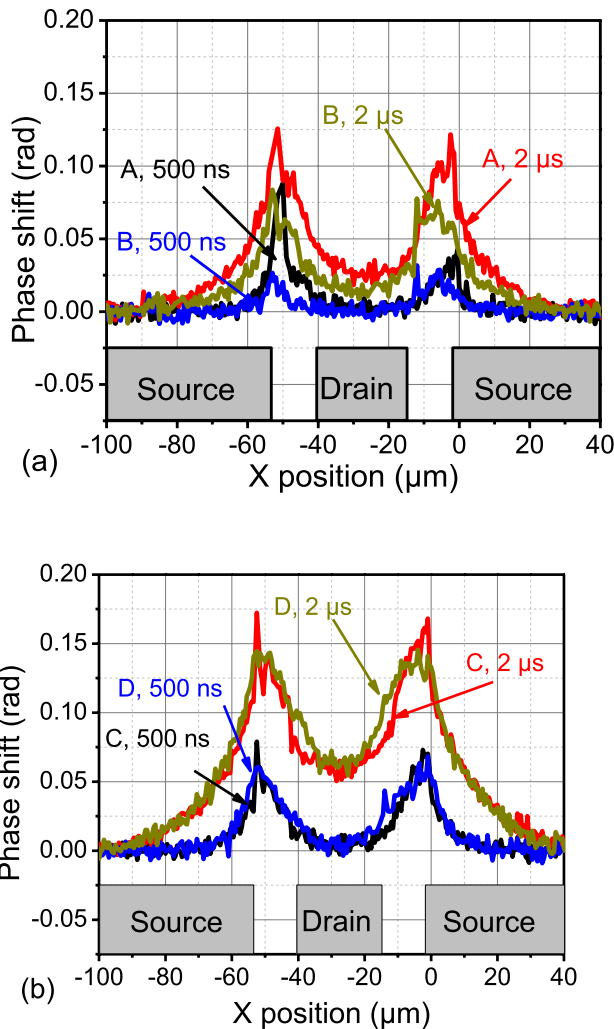 0.20
0.15
0.10
0.05
0.00
-0.05
Phase shift (rad)
B, 2 µs
A, 500 ns
A, 2 µs
B, 500 ns
Source
Drain
Source
-100 -80 -60 -40 -20 0 20 40
(a)
X position (µm)
0.20
0.15
0.10
0.05
0.00
-0.05
Phase shift (rad)
D, 2 µs
C, 2 µs
D, 500 ns
C, 500 ns
Source
Drain
Source
-100 -80 -60 -40 -20 0 20 40
(b)
X position (µm)